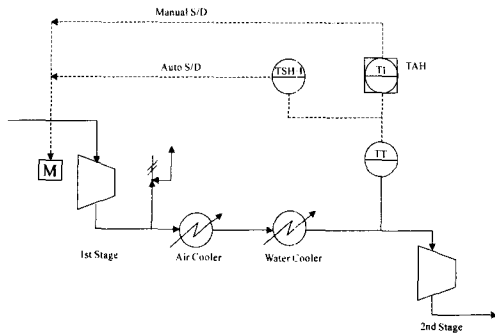 Manual S/D
TI
TAH
Auto S/D
TSH
TT
M
1st Stage
Air Cooler
Water Cooler
2nd Stage